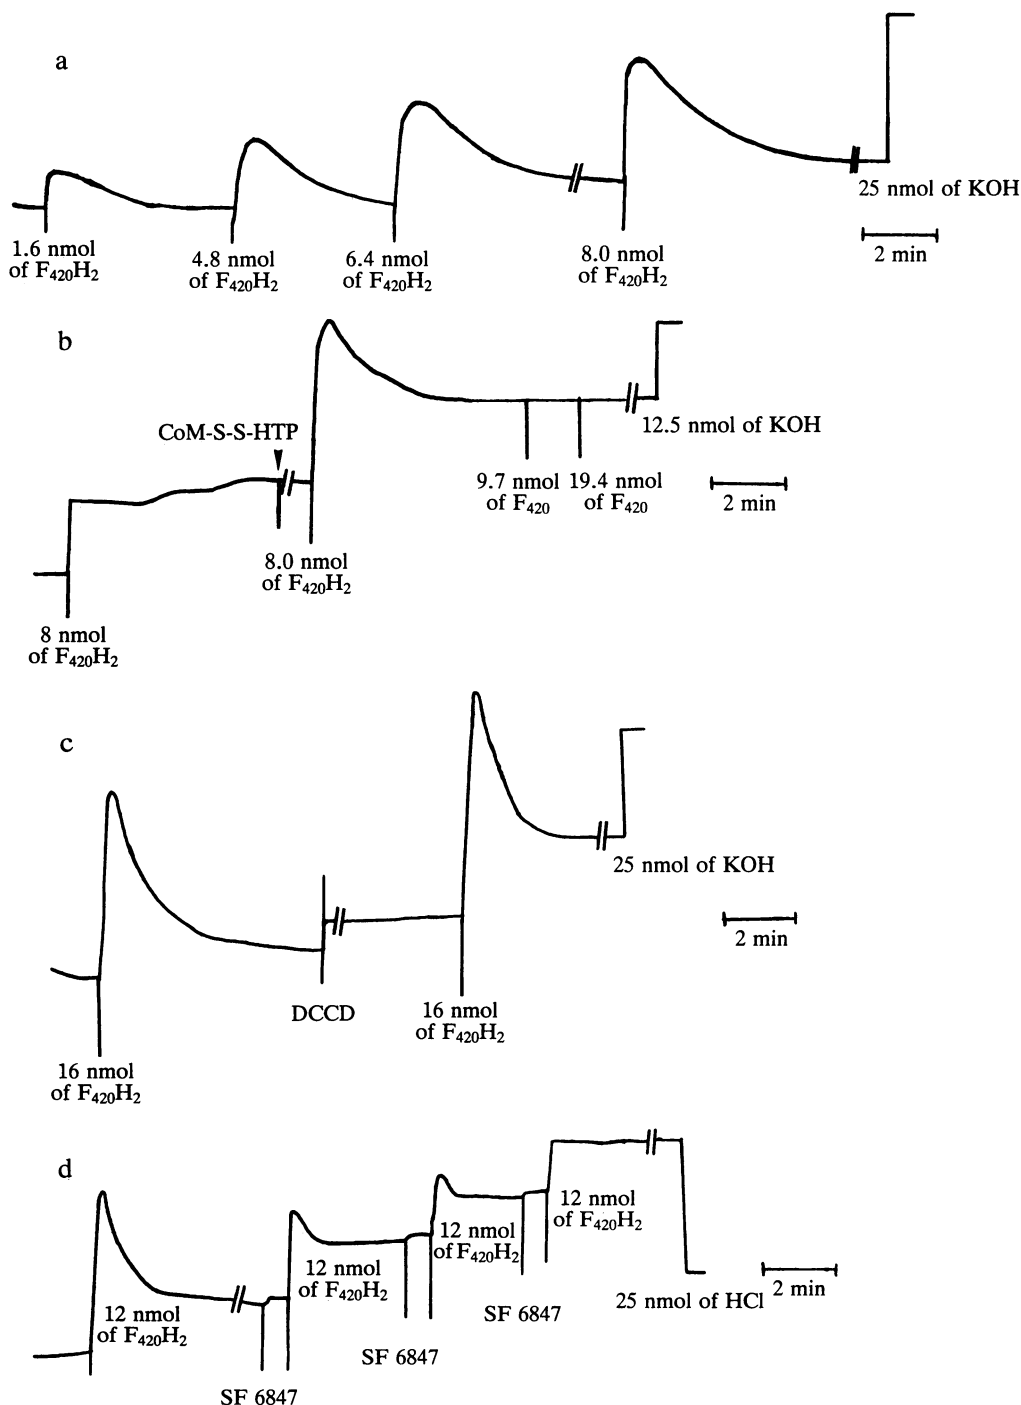 a
25 nmol of KOH
1.6 nmol
of F₄₂₀H₂
4.8 nmol
of F₄₂₀H₂
6.4 nmol
of F₄₂₀H₂
8.0 nmol
of F₄₂₀H₂
2 min
b
CoM-S-S-HTP
12.5 nmol of KOH
9.7 nmol
of F₄₂₀
19.4 nmol
of F₄₂₀
2 min
8.0 nmol
of F₄₂₀H₂
8 nmol
of F₄₂₀H₂
c
25 nmol of KOH
2 min
DCCD
16 nmol
of F₄₂₀H₂
16 nmol
of F₄₂₀H₂
d
12 nmol
of F₄₂₀H₂
12 nmol
of F₄₂₀H₂
12 nmol
of F₄₂₀H₂
12 nmol
of F₄₂₀H₂
2 min
25 nmol of HCl
SF 6847
SF 6847
SF 6847